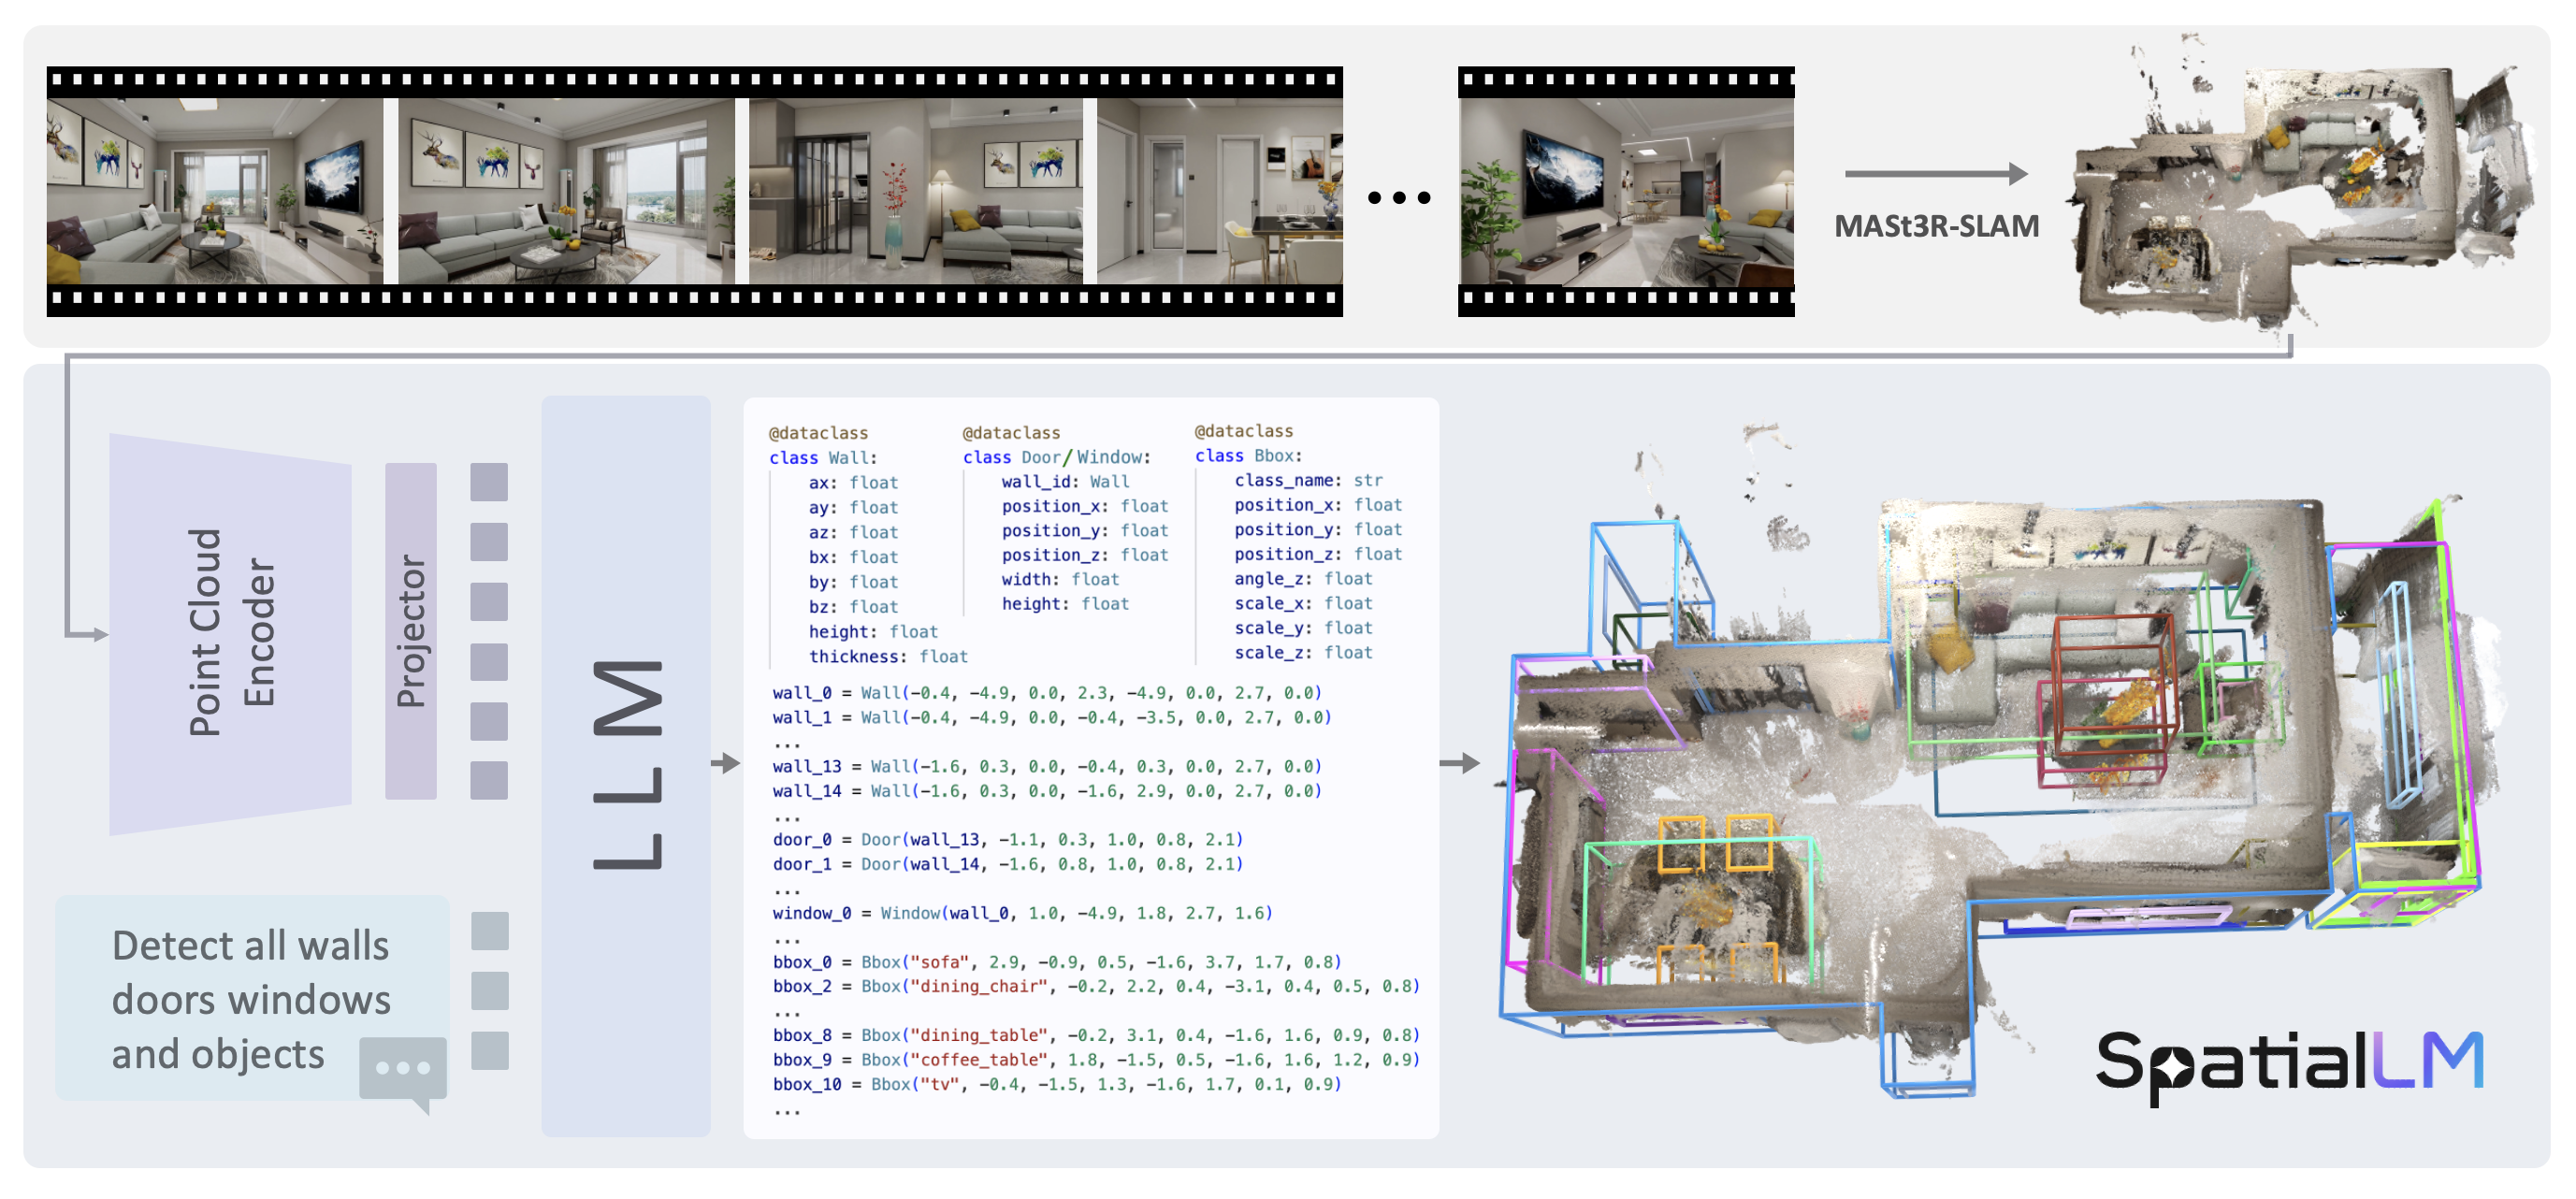 MASt3R-SLAM
Point Cloud
Encoder
Projector
LLM
Detect all walls
doors windows
and objects
@dataclass
class Wall:
ax: float
ay: float
az: float
bx: float
by: float
bz: float
height: float
thickness: float
@dataclass
class Door/Window:
wall_id: Wall
position_x: float
position_y: float
position_z: float
width: float
height: float
@dataclass
class Bbox:
class_name: str
position_x: float
position_y: float
position_z: float
angle_z: float
scale_x: float
scale_y: float
scale_z: float
wall_0 = Wall(-0.4, -4.9, 0.0, 2.3, -4.9, 0.0, 2.7, 0.0)
wall_1 = Wall(-0.4, -4.9, 0.0, -0.4, -3.5, 0.0, 2.7, 0.0)
...
wall_13 = Wall(-1.6, 0.3, 0.0, -0.4, 0.3, 0.0, 2.7, 0.0)
wall_14 = Wall(-1.6, 0.3, 0.0, -1.6, 2.9, 0.0, 2.7, 0.0)
...
door_0 = Door(wall_13, -1.1, 0.3, 1.0, 0.8, 2.1)
door_1 = Door(wall_14, -1.6, 0.8, 1.0, 0.8, 2.1)
...
window_0 = Window(wall_0, 1.0, -4.9, 1.8, 2.7, 1.6)
...
bbox_0 = Bbox("sofa", 2.9, -0.9, 0.5, -1.6, 3.7, 1.7, 0.8)
bbox_2 = Bbox("dining_chair", -0.2, 2.2, 0.4, -3.1, 0.4, 0.5, 0.8)
...
bbox_8 = Bbox("dining_table", -0.2, 3.1, 0.4, -1.6, 1.6, 0.9, 0.8)
bbox_9 = Bbox("coffee_table", 1.8, -1.5, 0.5, -1.6, 1.6, 1.2, 0.9)
bbox_10 = Bbox("tv", -0.4, -1.5, 1.3, -1.6, 1.7, 0.1, 0.9)
...
SpatialLM